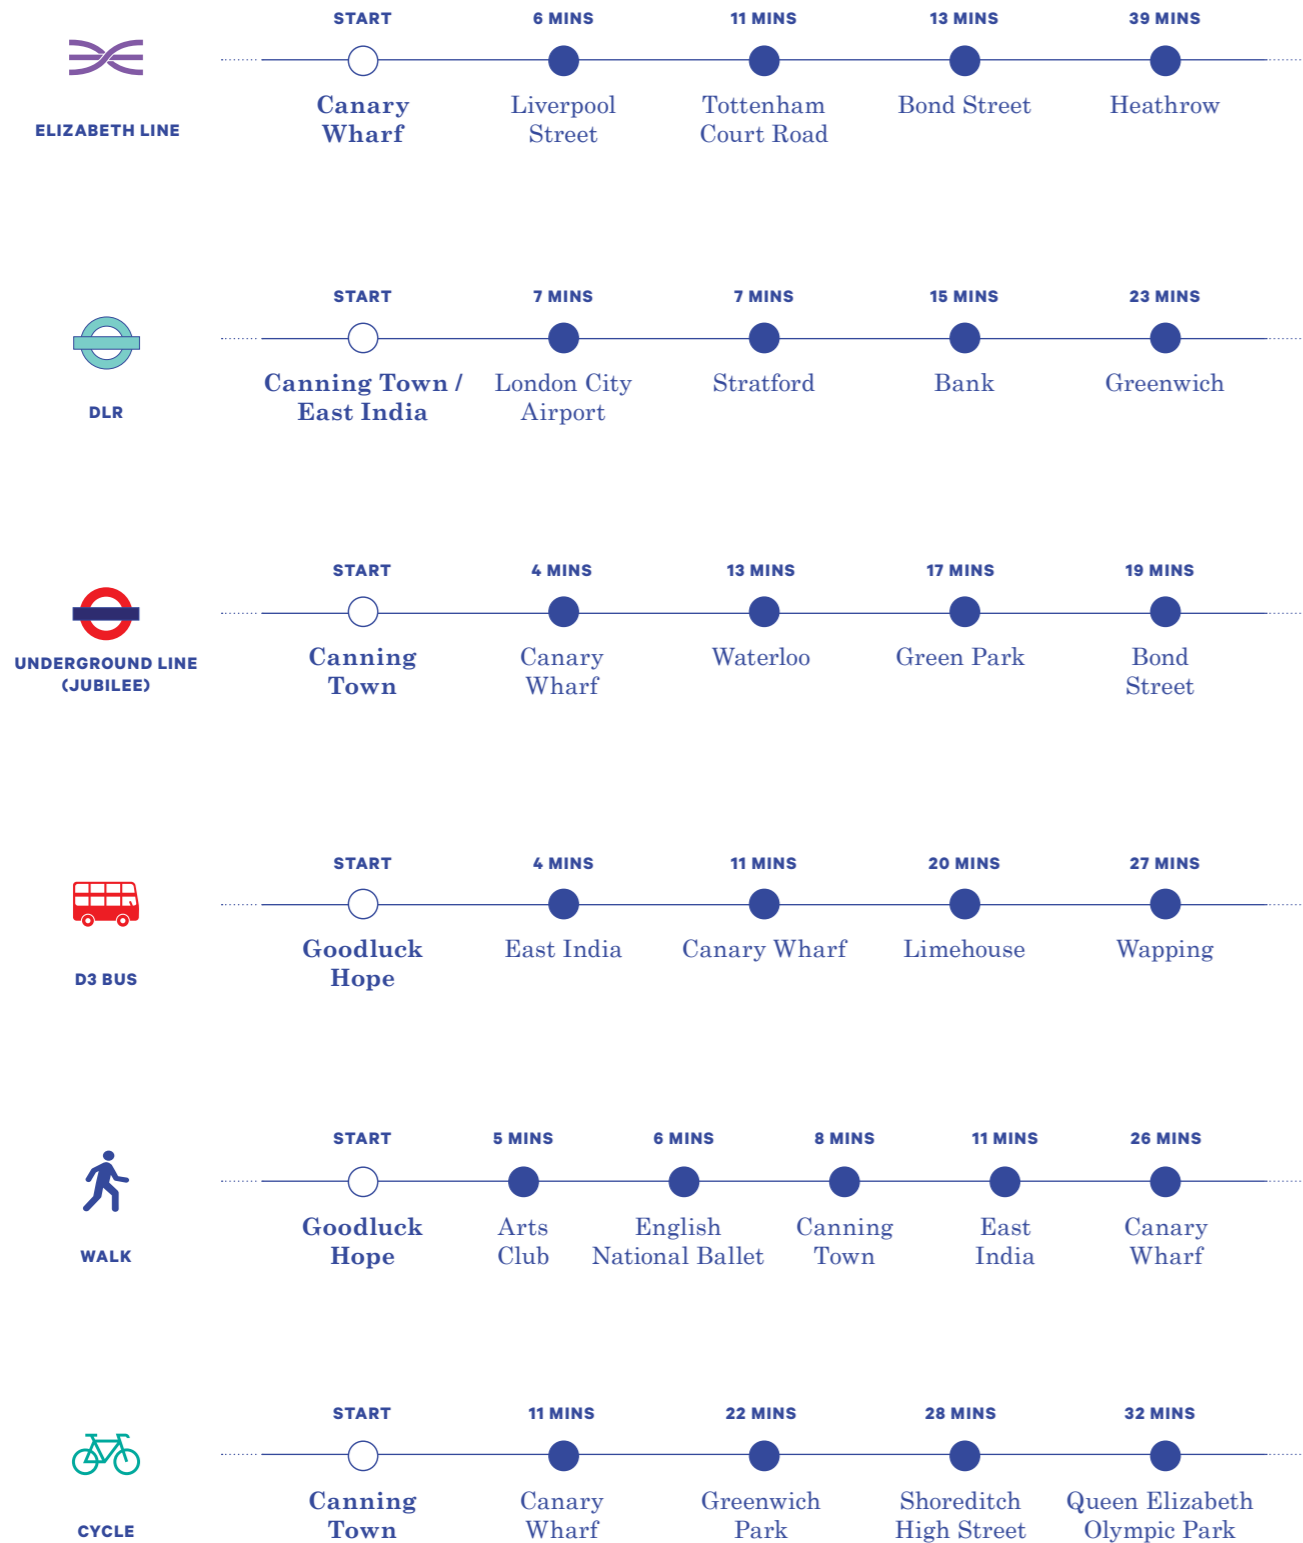 START 6 MINS 11 MINS 13 MINS 39 MINS
Canary Liverpool Tottenham Bond Street Heathrow
Wharf Street Court Road
ELIZABETH LINE
START 7 MINS 7 MINS 15 MINS 23 MINS
Canning Town / London City Stratford Bank Greenwich
East India Airport
DLR
START 4 MINS 13 MINS 17 MINS 19 MINS
Canning Canary Waterloo Green Park Bond
Town Wharf Street
UNDERGROUND LINE
(JUBILEE)
START 4 MINS 11 MINS 20 MINS 27 MINS
Goodluck East India Canary Wharf Limehouse Wapping
Hope
D3 BUS
START 5 MINS 6 MINS 8 MINS 11 MINS 26 MINS
Goodluck Arts English Canning East Canary
Hope Club National Ballet Town India Wharf
WALK
START 11 MINS 22 MINS 28 MINS 32 MINS
Canning Canary Greenwich Shoreditch Queen Elizabeth
Town Wharf Park High Street Olympic Park
CYCLE